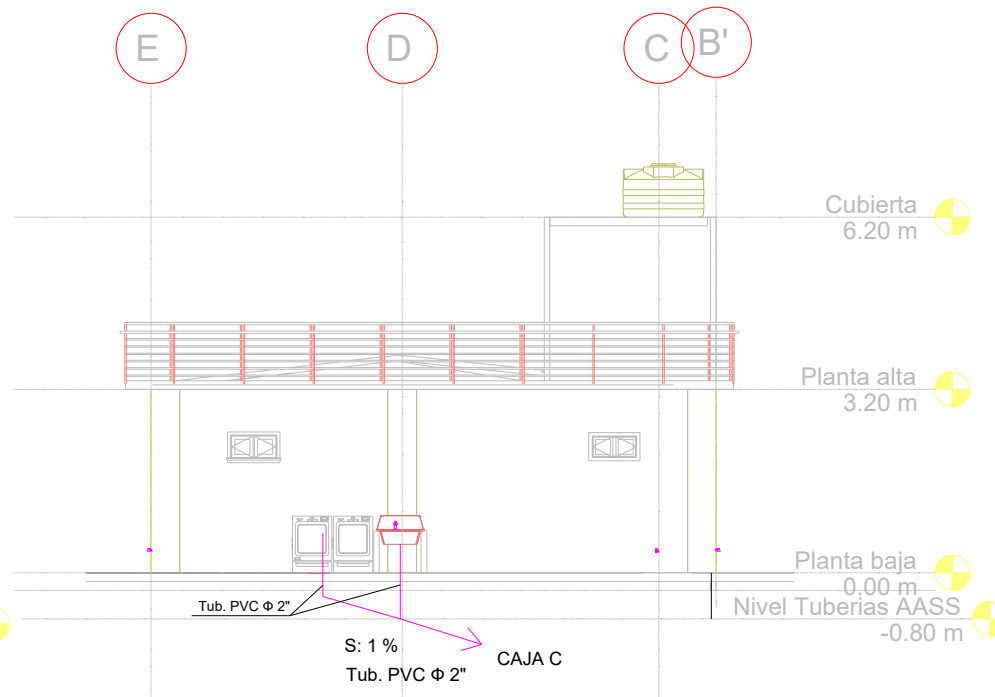 E
D
C
B'
Cubierta
6.20 m
Planta alta
3.20 m
Planta baja
0.00 m
Nivel Tuberias AASS
-0.80 m
Tub. PVC Φ 2"
S: 1 %
Tub. PVC Φ 2"
CAJA C